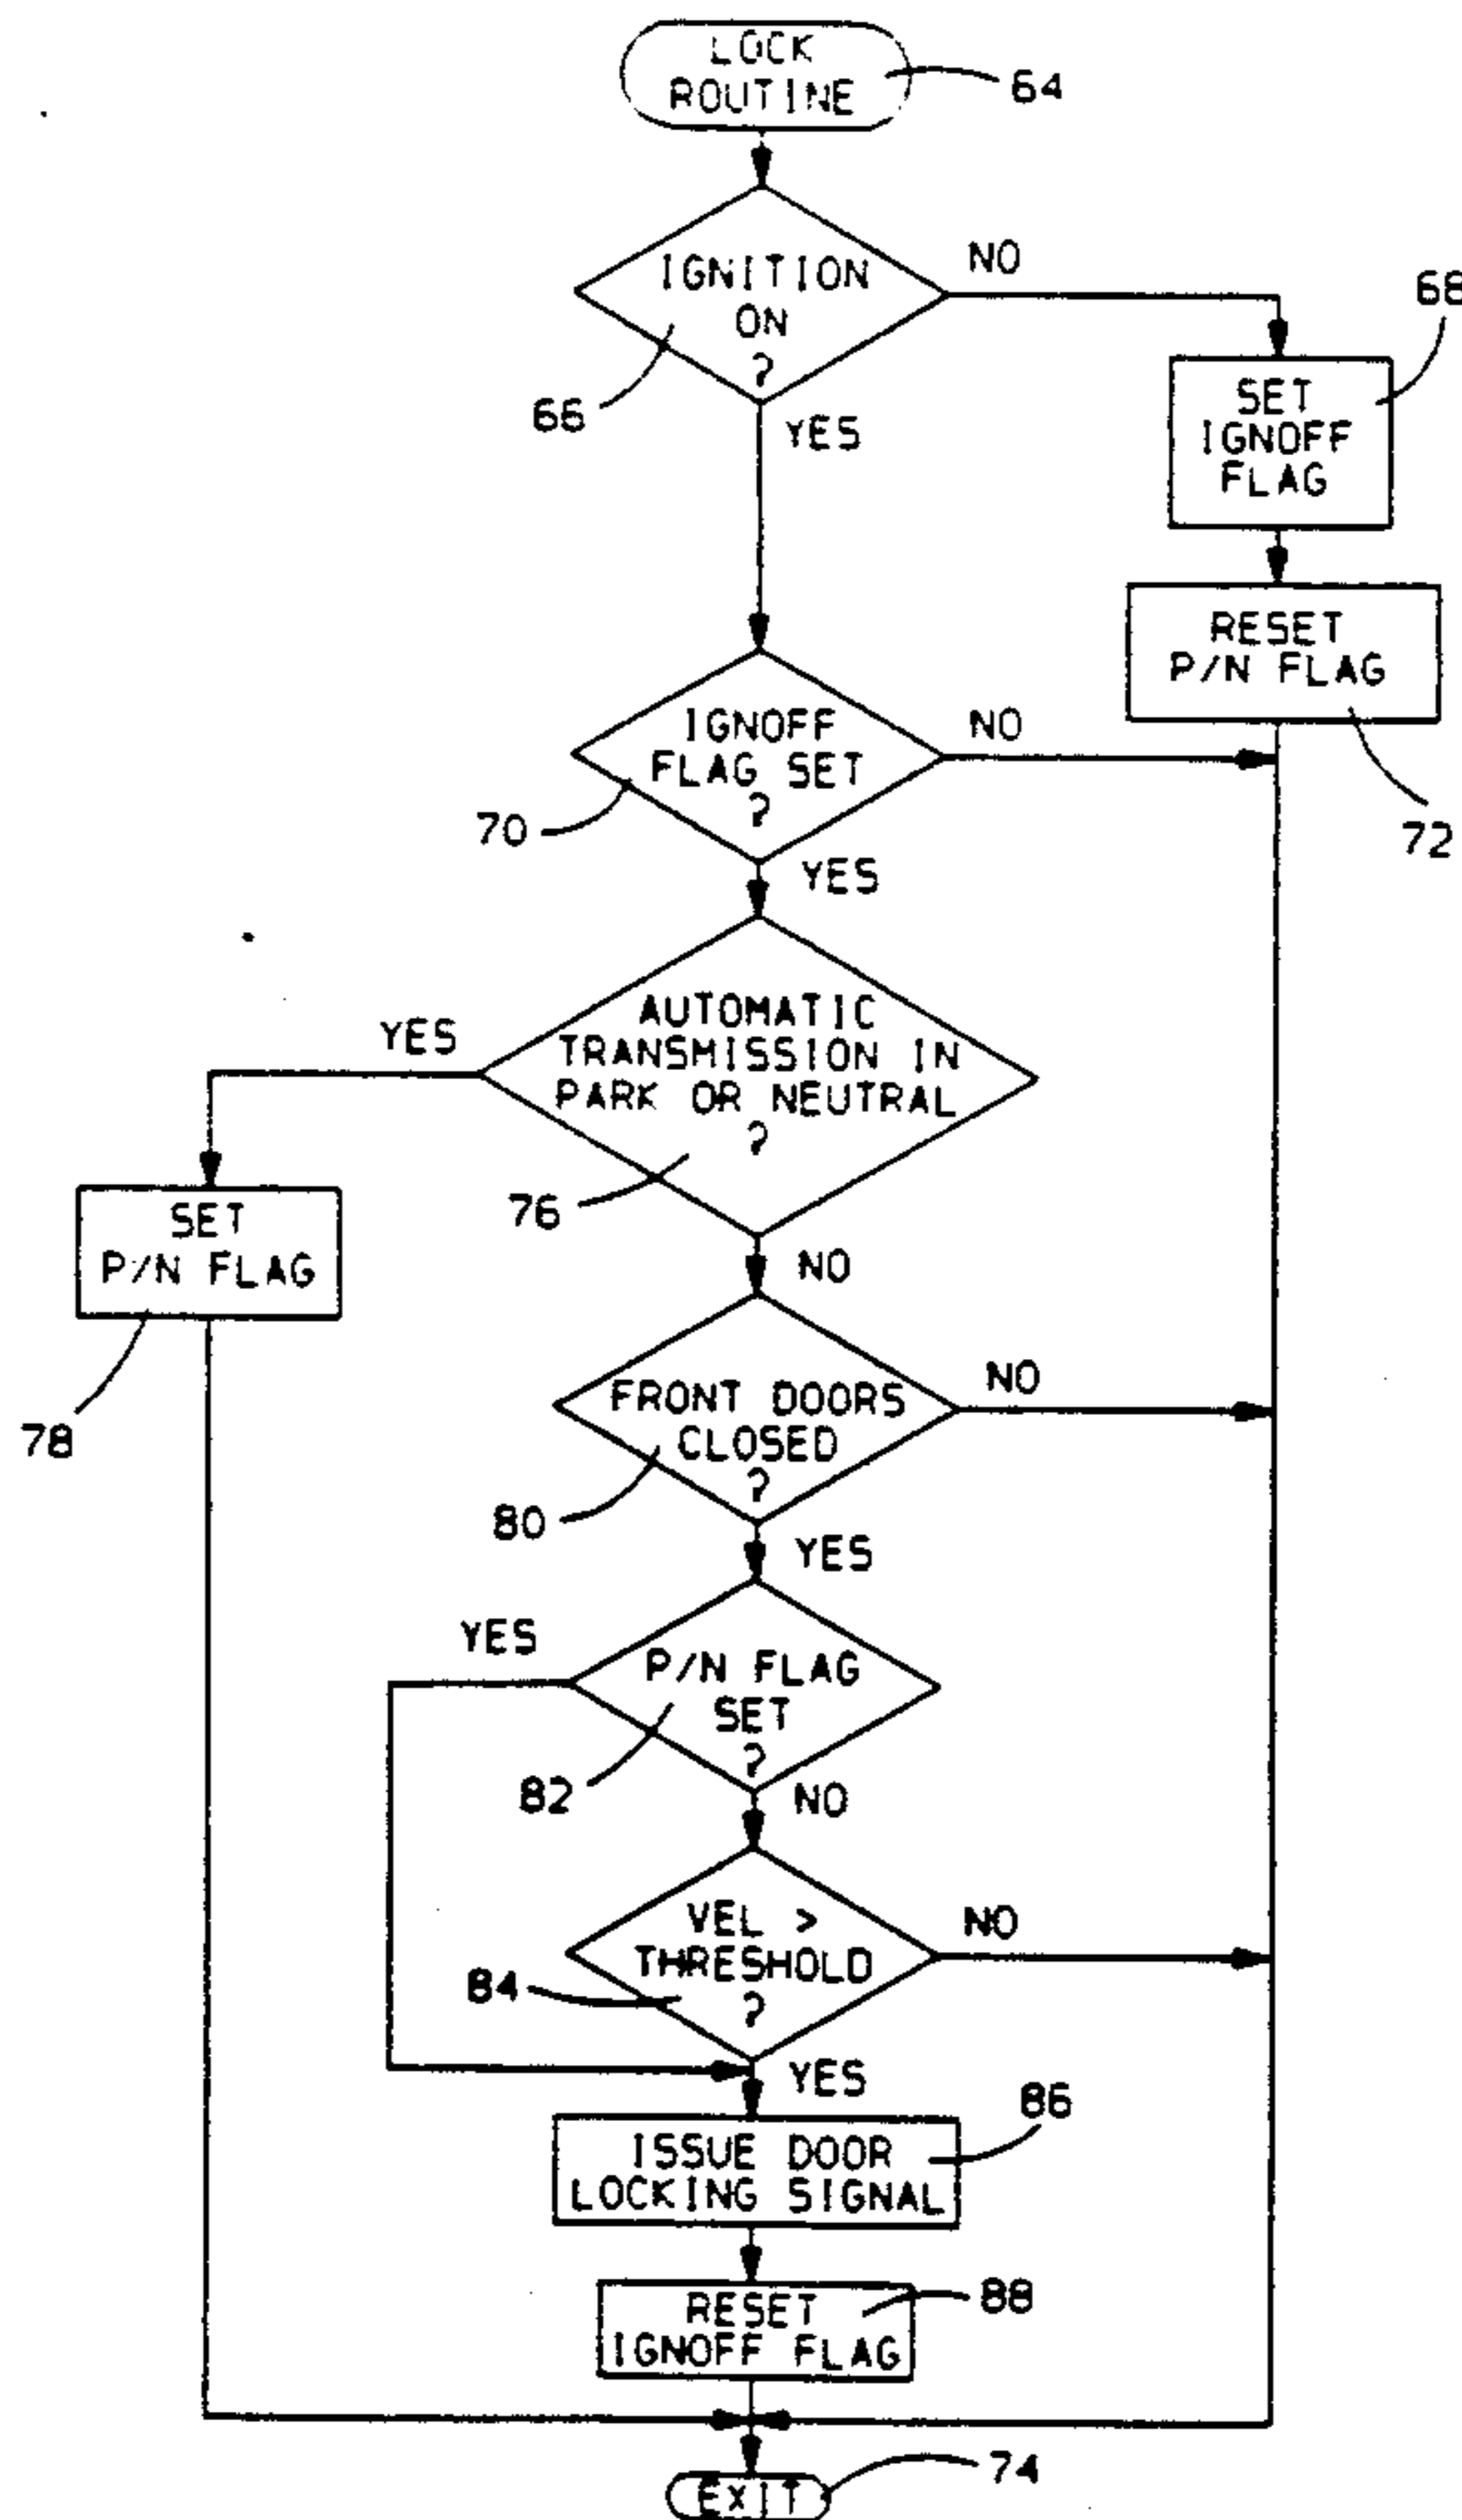 LOCK
ROUTINE
64
IGNITION
ON
?
NO
66
YES
68
SET
IGNOFF
FLAG
RESET
P/N FLAG
72
IGNOFF
FLAG SET
?
NO
70
YES
AUTOMATIC
TRANSMISSION IN
PARK OR NEUTRAL
?
YES
76
NO
SET
P/N FLAG
78
FRONT DOORS
CLOSED
?
NO
80
YES
P/N FLAG
SET
?
YES
82
NO
VEL >
THRESHOLD
?
NO
84
YES
86
ISSUE DOOR
LOCKING SIGNAL
88
RESET
IGNOFF FLAG
74
EXIT